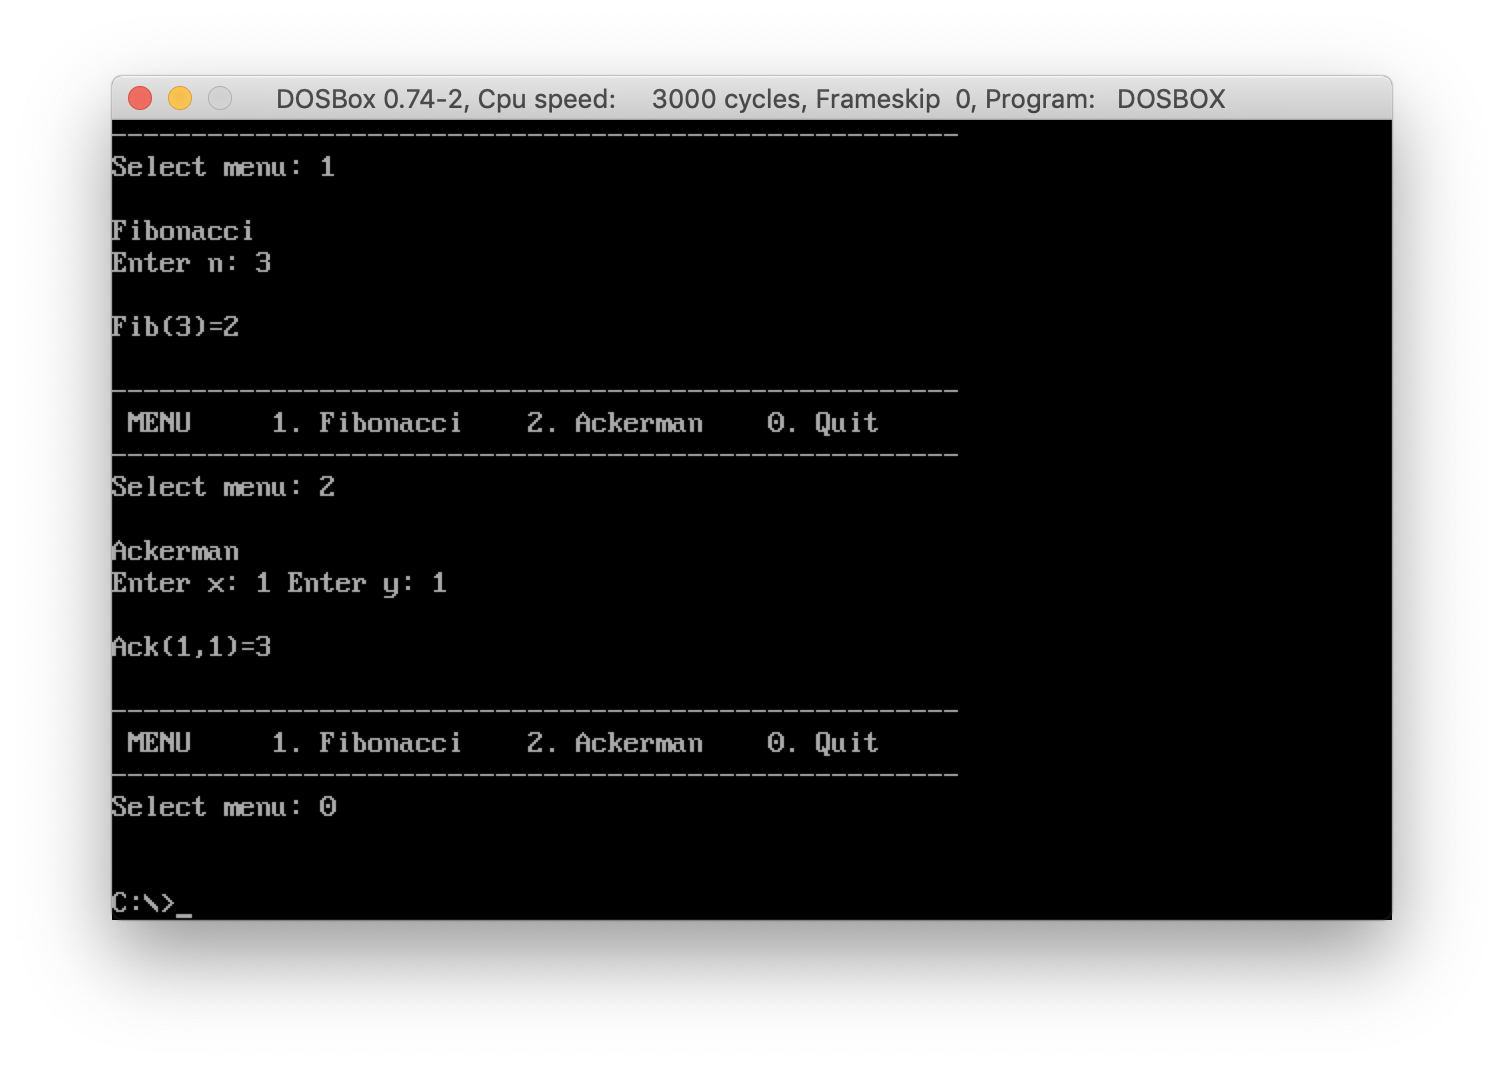 DOSBox 0.74-2, Cpu speed:    3000 cycles, Frameskip  0, Program:   DOSBOX
-----------------------------------------------------
Select menu: 1
Fibonacci
Enter n: 3
Fib(3)=2
-----------------------------------------------------
 MENU     1. Fibonacci    2. Ackerman    0. Quit
-----------------------------------------------------
Select menu: 2
Ackerman
Enter x: 1 Enter y: 1
Ack(1,1)=3
-----------------------------------------------------
 MENU     1. Fibonacci    2. Ackerman    0. Quit
-----------------------------------------------------
Select menu: 0
C:\>_